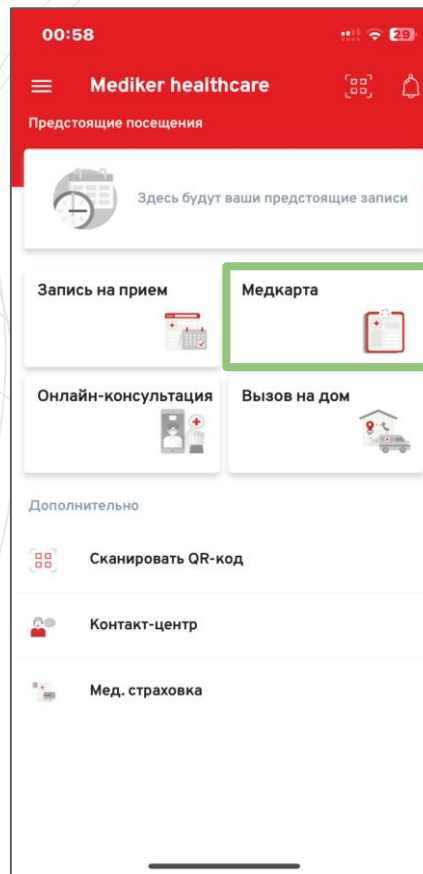 00:58
29
Mediker healthcare
Предстоящие посещения
Здесь будут ваши предстоящие записи
Запись на прием
Медкарта
Онлайн-консультация
Вызов на дом
Дополнительно
Сканировать QR-код
Контакт-центр
Мед. страховка